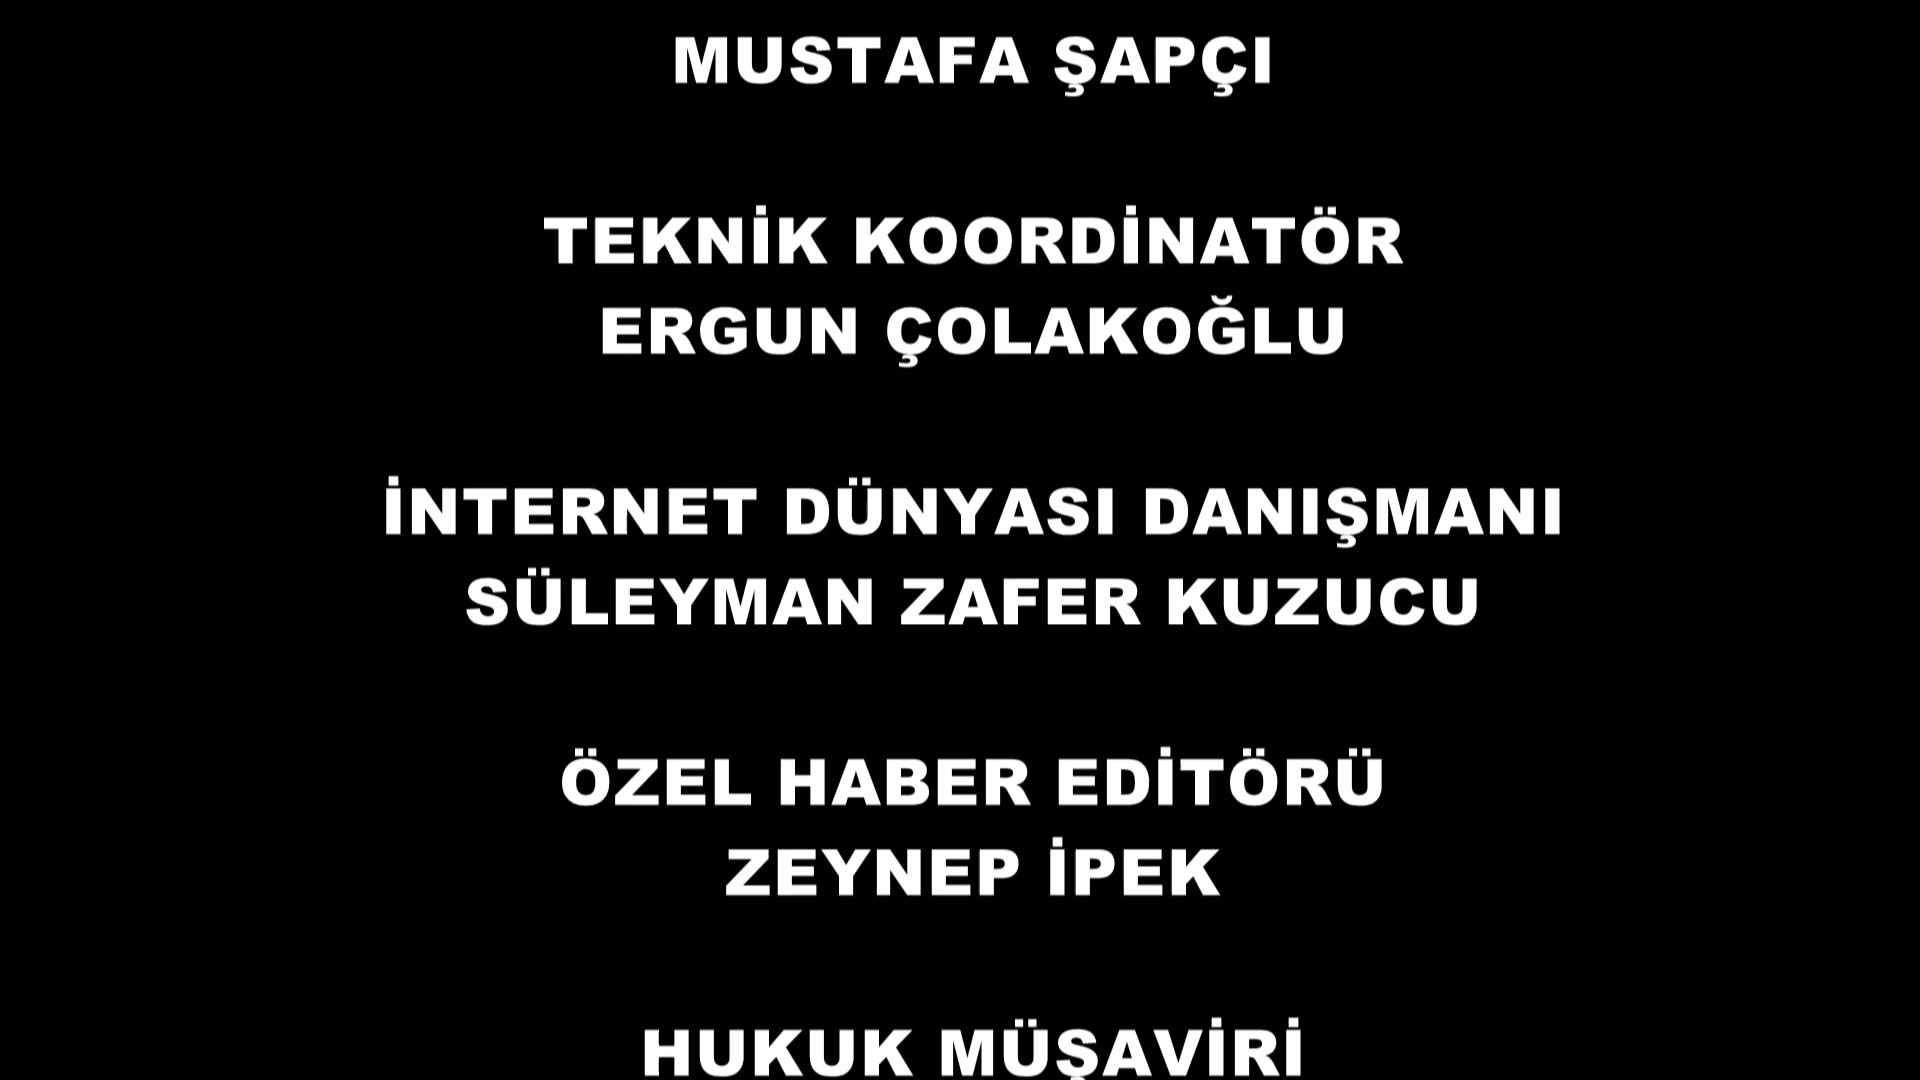 MUSTAFA ŞAPÇI
TEKNİK KOORDİNATÖR
ERGUN ÇOLAKOĞLU
İNTERNET DÜNYASI DANIŞMANI
SÜLEYMAN ZAFER KUZUCU
ÖZEL HABER EDİTÖRÜ
ZEYNEP İPEK
HUKUK MÜŞAVİRİ